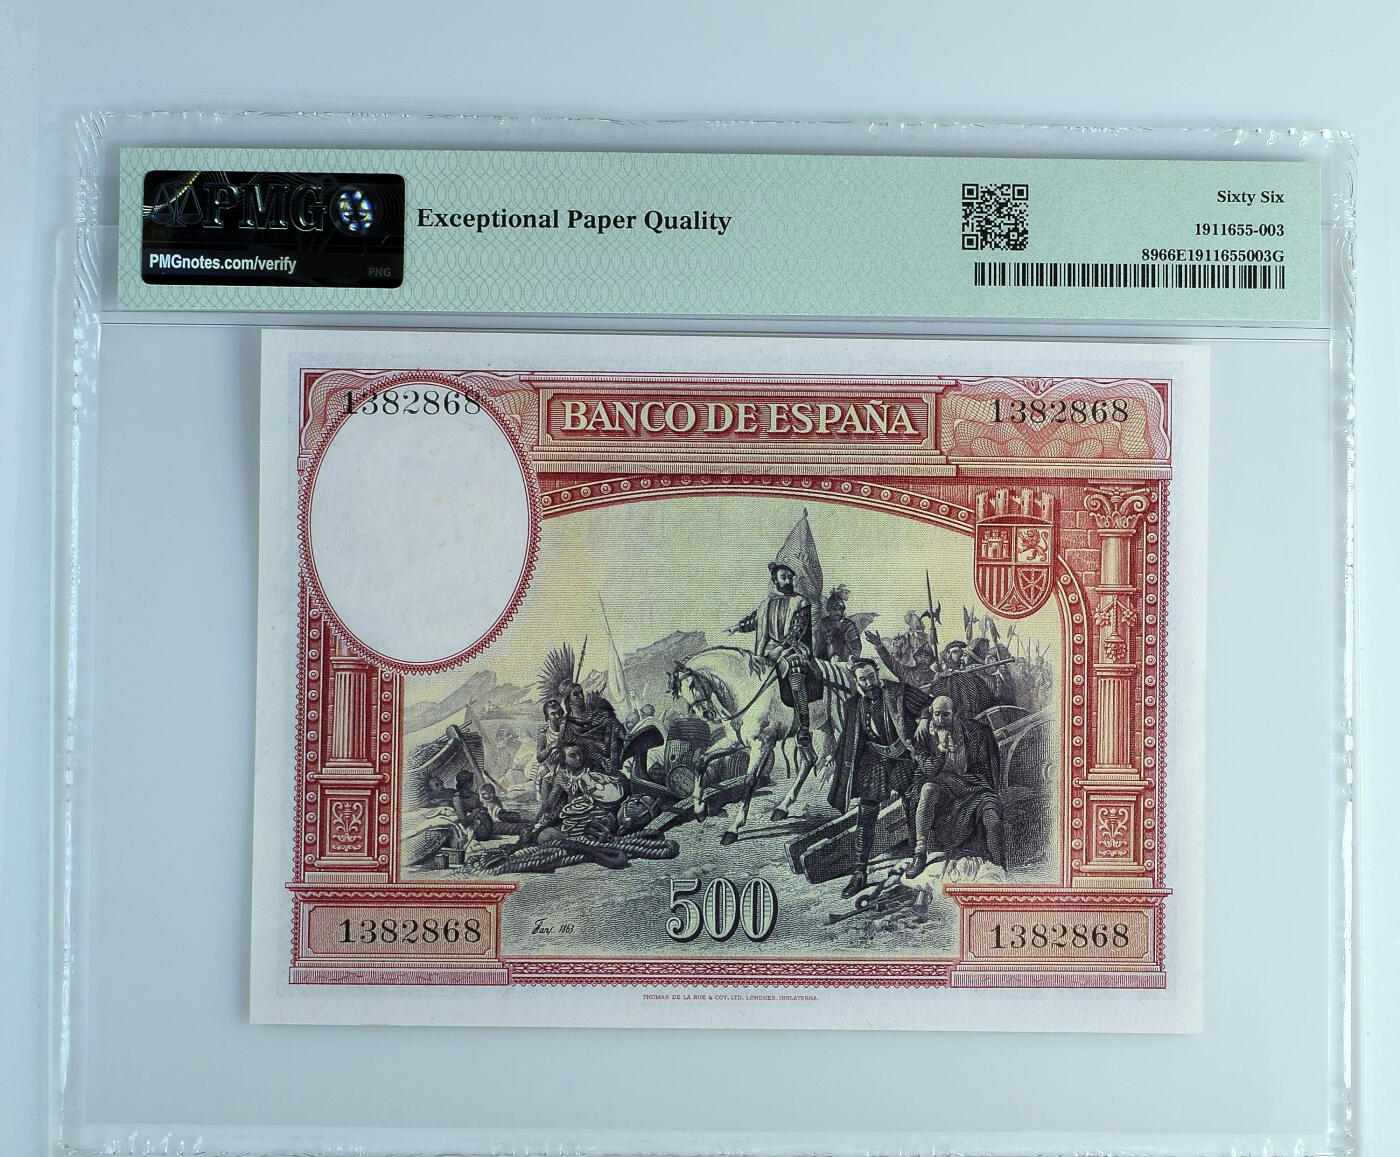 PMG
PMGnotes.com/verify
PNG
Exceptional Paper Quality
Sixty Six
1911655-003
8966E1911655003G
1382868
BANCO DE ESPAÑA
1382868
500
1382868
1382868
THOMAS DE LA RUE & COY., LTD., LONDRES, INGLATERRA.